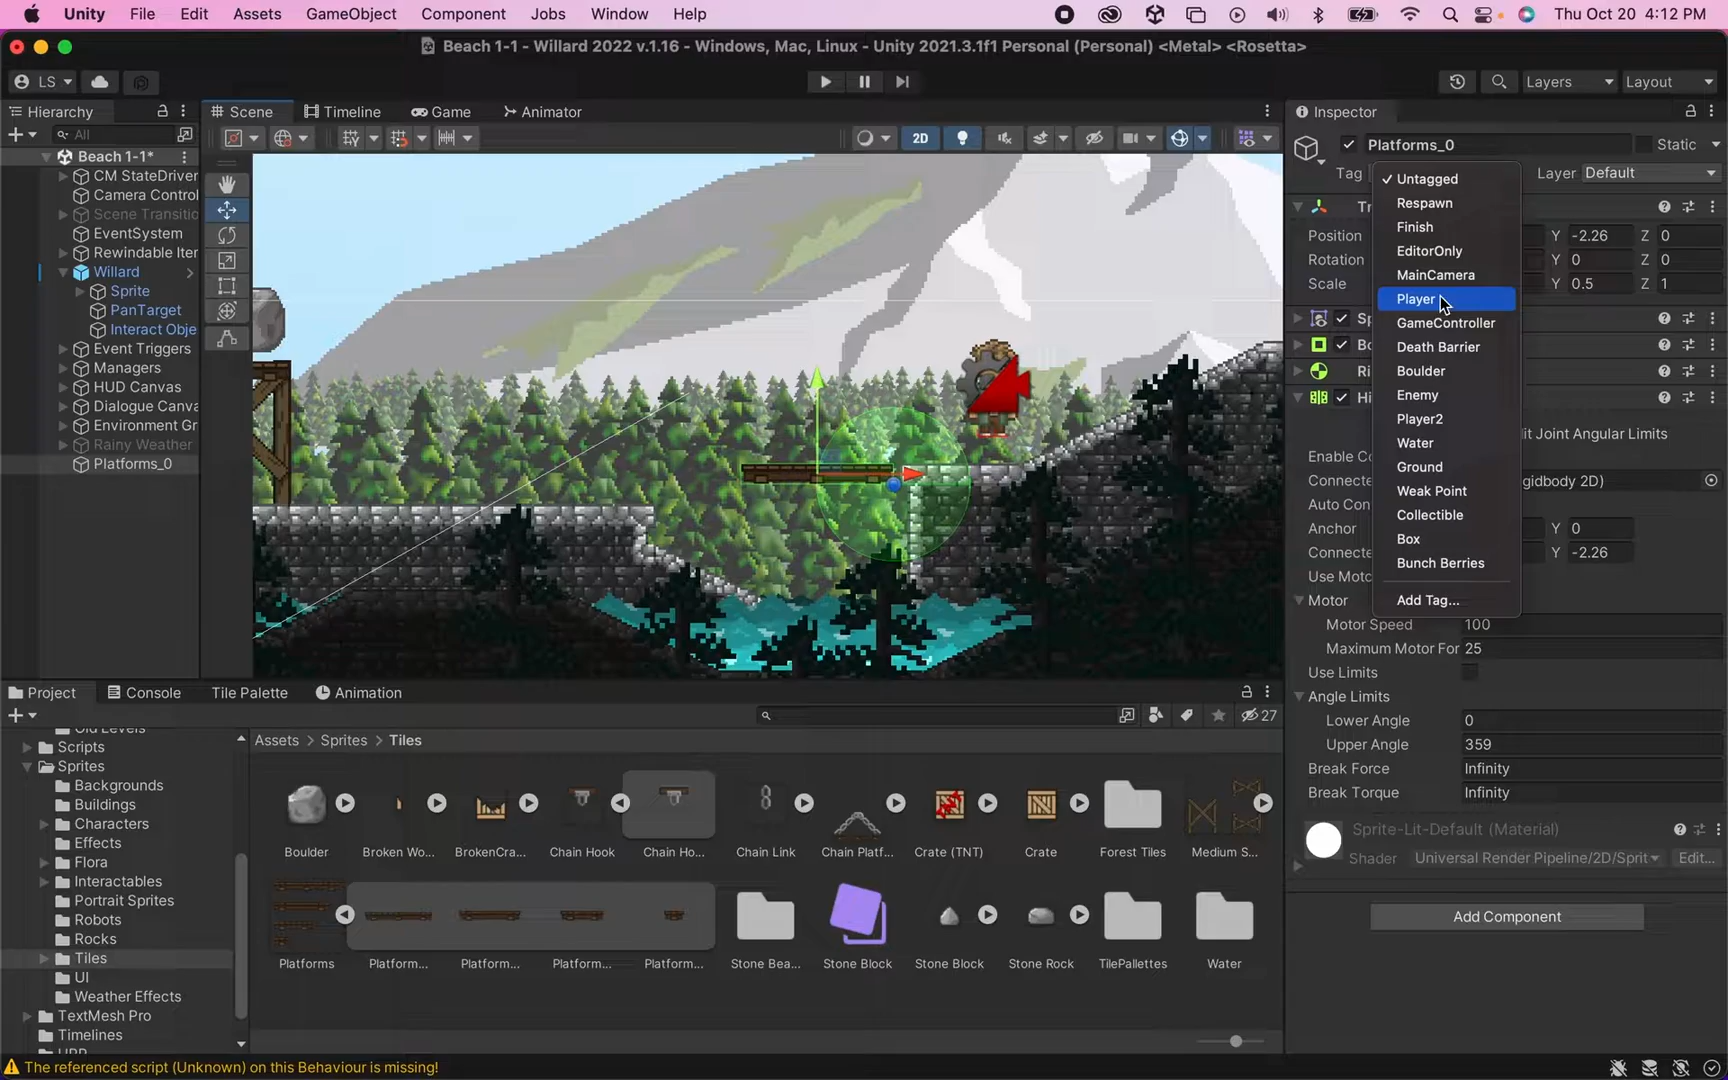 Unity File Edit Assets GameObject Component Jobs Window Help Thu Oct 20 4:12 PM
Beach 1-1 - Willard 2022 v.1.16 - Windows, Mac, Linux - Unity 2021.3.1f1 Personal (Personal) <Metal> <Rosetta>
LS Layers Layout
Hierarchy Scene Timeline Game Animator Inspector
All 2D
Beach 1-1*
CM StateDriver
Camera Control
Scene Transitio
EventSystem
Rewindable Iter
Willard
Sprite
PanTarget
Interact Obje
Event Triggers
Managers
HUD Canvas
Dialogue Canva
Environment Gr
Rainy Weather
Platforms_0
Platforms_0 Static
Tag Layer Default
Untagged
Respawn
Finish
EditorOnly
MainCamera
Player
GameController
Death Barrier
Boulder
Enemy
Player2
Water
Ground
Weak Point
Collectible
Box
Bunch Berries
Add Tag...
Tr
Position Y -2.26 Z 0
Rotation Y 0 Z 0
Scale Y 0.5 Z 1
Sp
Bo
Ri
Hi
it Joint Angular Limits
Enable Co
Connecte gidbody 2D)
Auto Con
Anchor Y 0
Connecte Y -2.26
Use Moto
Motor
Motor Speed 100
Maximum Motor For 25
Use Limits
Angle Limits
Lower Angle 0
Upper Angle 359
Break Force Infinity
Break Torque Infinity
Sprite-Lit-Default (Material)
Shader Universal Render Pipeline/2D/Sprit Edit...
Add Component
Project Console Tile Palette Animation
27
Assets > Sprites > Tiles
Old Levels
Scripts
Sprites
Backgrounds
Buildings
Characters
Effects
Flora
Interactables
Portrait Sprites
Robots
Rocks
Tiles
UI
Weather Effects
TextMesh Pro
Timelines
Boulder Broken Wo... BrokenCra... Chain Hook Chain Ho... Chain Link Chain Platf... Crate (TNT) Crate Forest Tiles Medium S...
Platforms Platform... Platform... Platform... Platform... Stone Bea... Stone Block Stone Block Stone Rock TilePallettes Water
The referenced script (Unknown) on this Behaviour is missing!